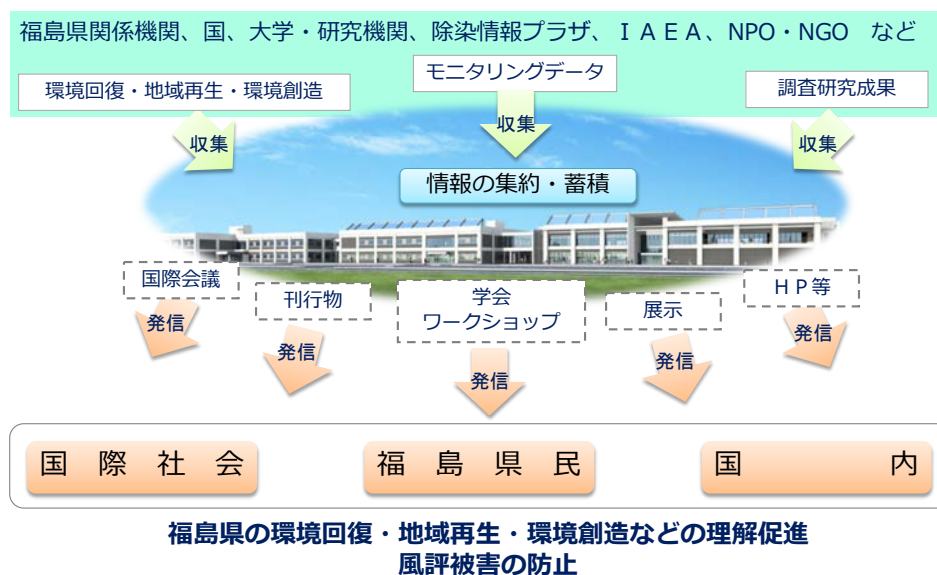 福島県関係機関、国、大学・研究機関、除染情報プラザ、ＩＡＥＡ、NPO・NGO　など
環境回復・地域再生・環境創造
モニタリングデータ
調査研究成果
収集
収集
収集
情報の集約・蓄積
国際会議
刊行物
学会
ワークショップ
展示
ＨＰ等
発信
発信
発信
発信
発信
国　際　社　会
福　島　県　民
国　　　　　内
福島県の環境回復・地域再生・環境創造などの理解促進
風評被害の防止